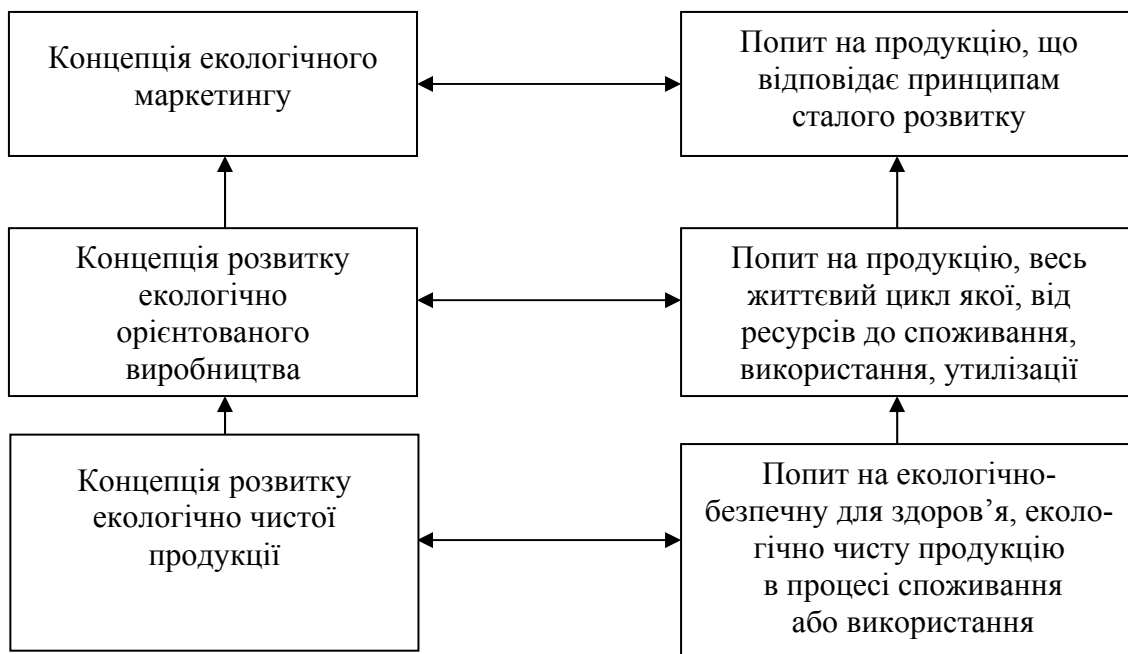 Концепція екологічного
маркетингу
Попит на продукцію, що
відповідає принципам
сталого розвитку
Концепція розвитку
екологічно
орієнтованого
виробництва
Попит на продукцію, весь
життєвий цикл якої, від
ресурсів до споживання,
використання, утилізації
Концепція розвитку
екологічно чистої
продукції
Попит на екологічно-
безпечну для здоров’я, еколо-
гічно чисту продукцію
в процесі споживання
або використання